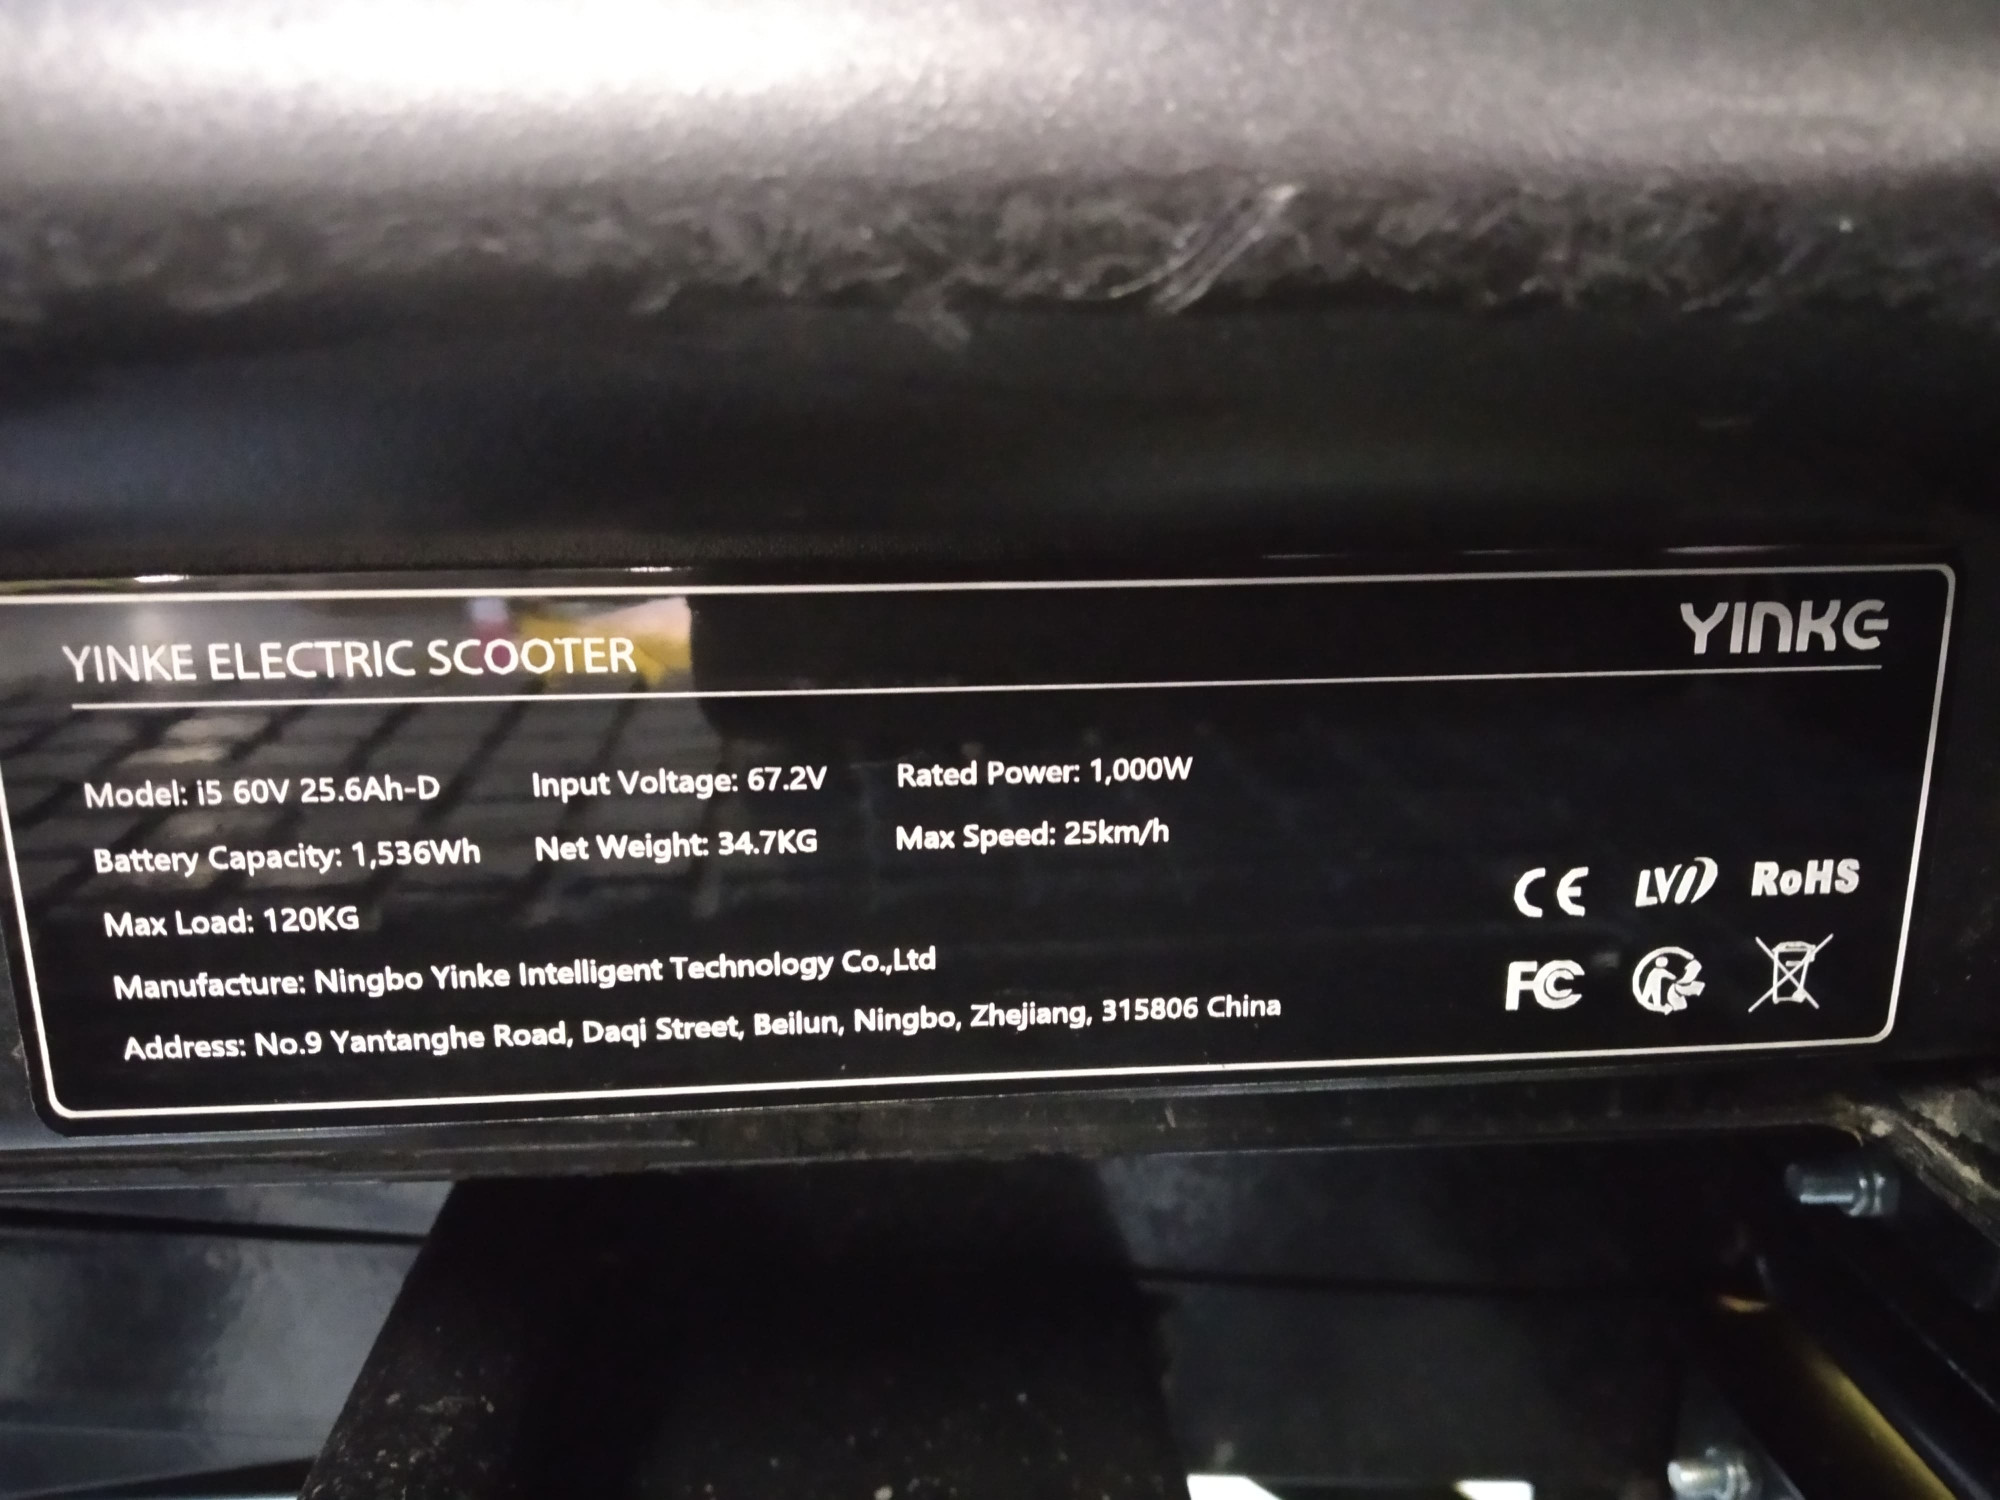 YINKE ELECTRIC SCOOTER
YINKE
Model: i5 60V 25.6Ah-D Input Voltage: 67.2V Rated Power: 1,000W
Battery Capacity: 1,536Wh Net Weight: 34.7KG Max Speed: 25km/h
Max Load: 120KG
Manufacture: Ningbo Yinke Intelligent Technology Co.,Ltd
Address: No.9 Yantanghe Road, Daqi Street, Beilun, Ningbo, Zhejiang, 315806 China
CE LVD RoHS
FC